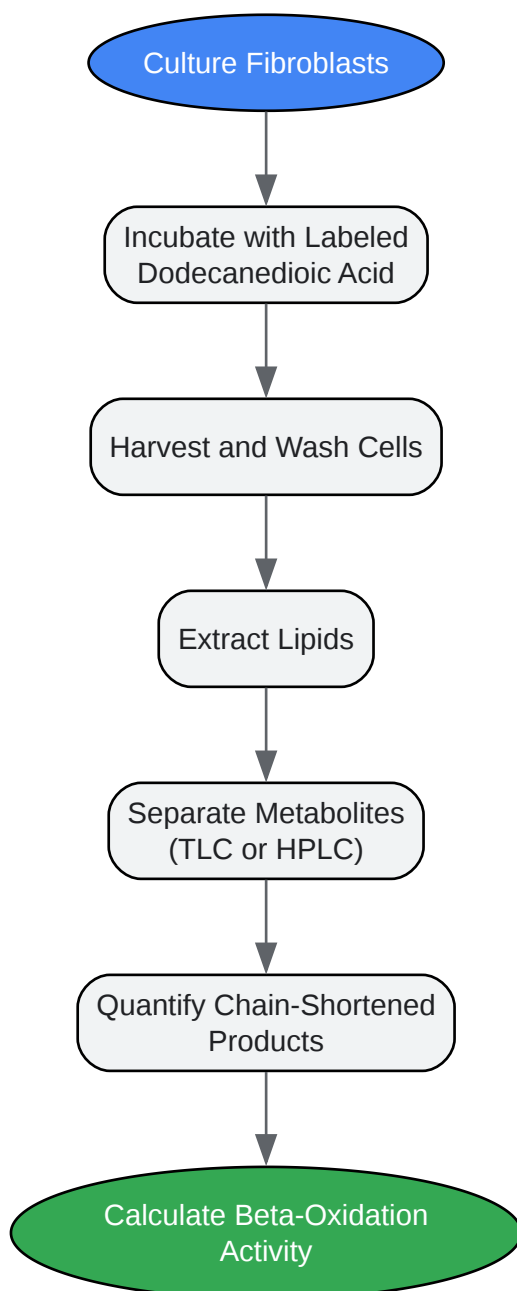 Culture Fibroblasts
Incubate with Labeled
Dodecanedioic Acid
Harvest and Wash Cells
Extract Lipids
Separate Metabolites
(TLC or HPLC)
Quantify Chain-Shortened
Products
Calculate Beta-Oxidation
Activity